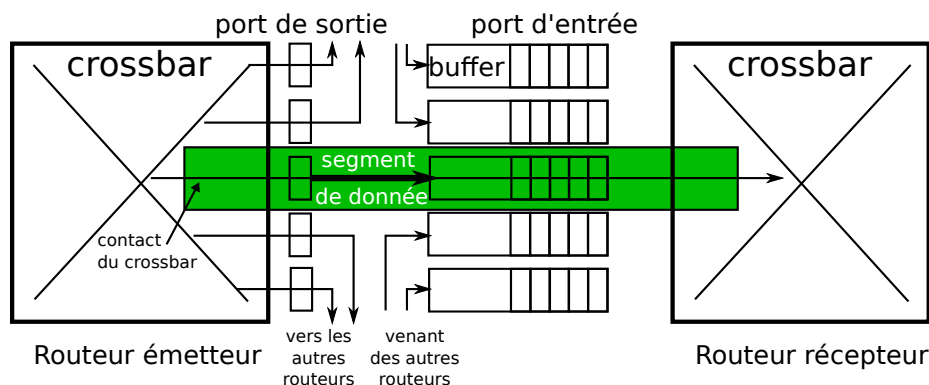 port de sortie
port d'entrée
crossbar
buffer
crossbar
segment
de donnée
contact
du crossbar
vers les
autres
routeurs
venant
des autres
routeurs
Routeur émetteur
Routeur récepteur